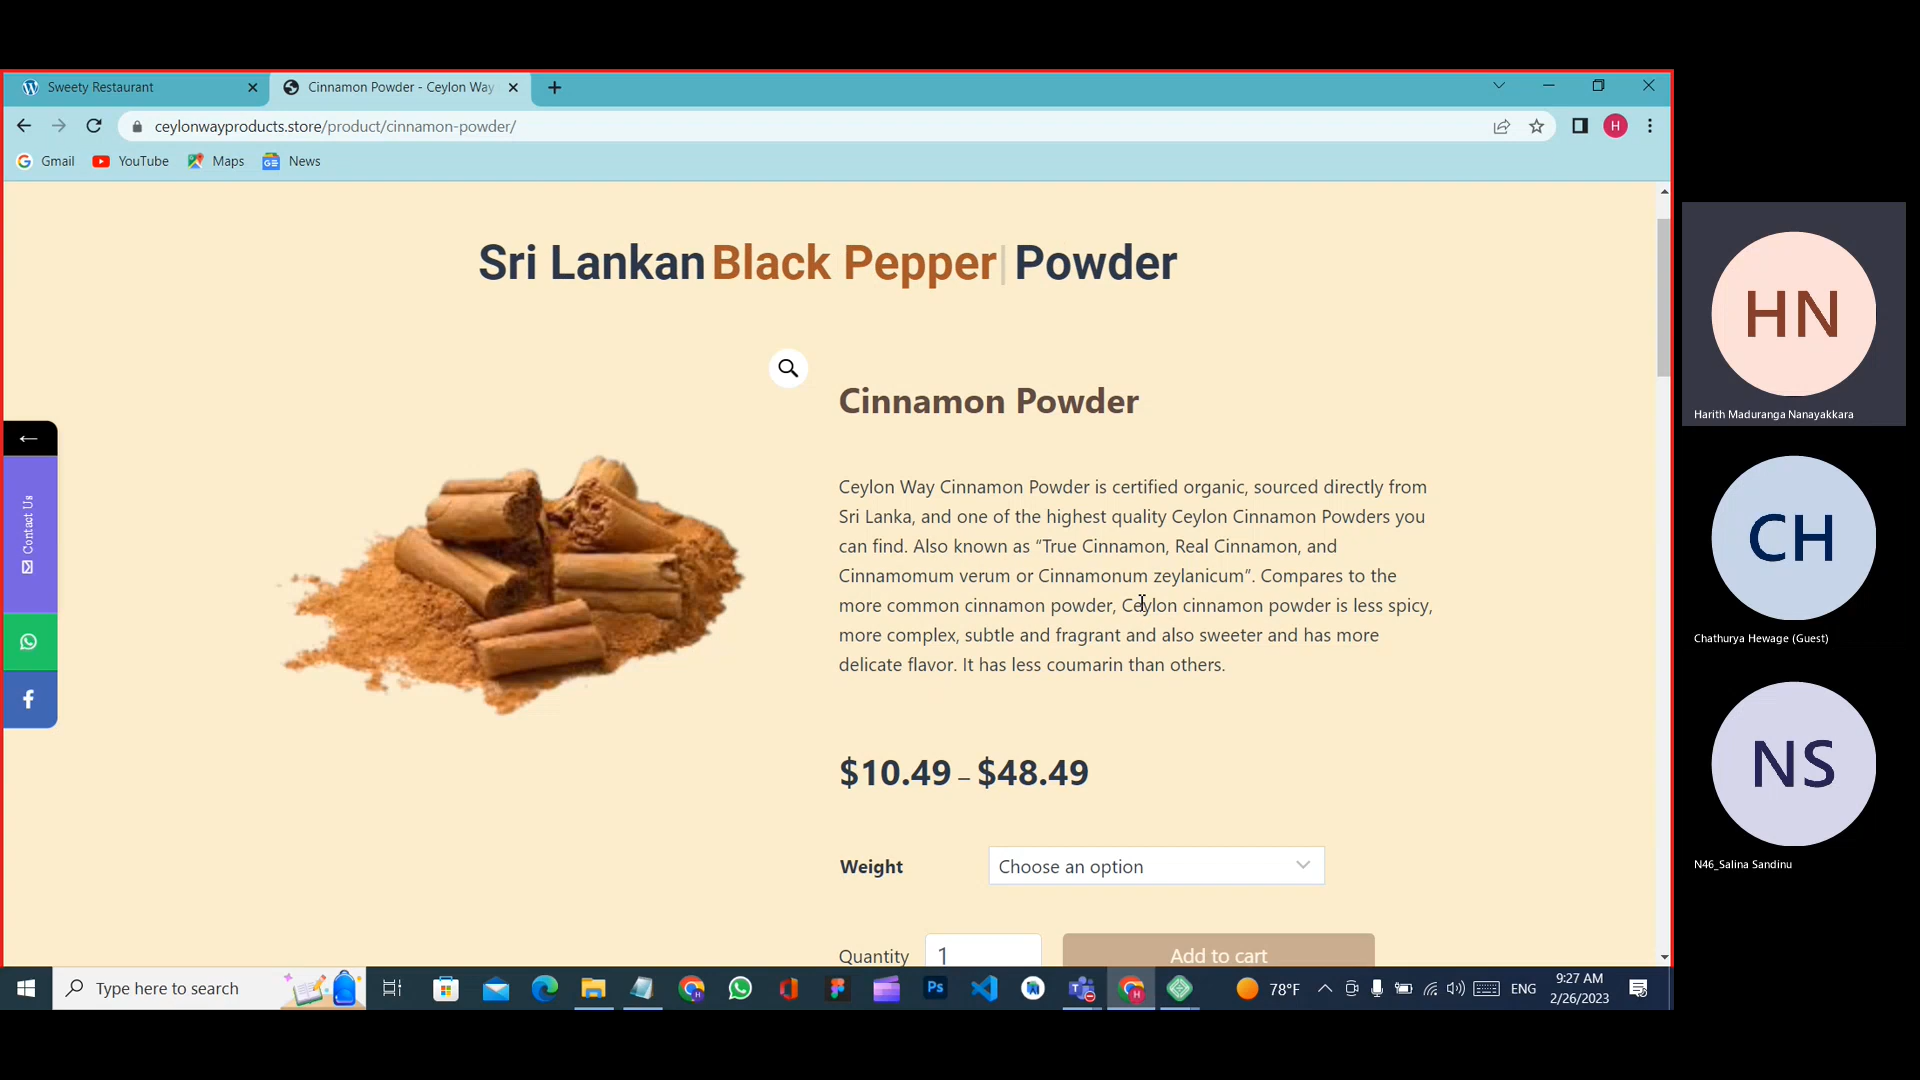 Sweety Restaurant
Cinnamon Powder - Ceylon Way
ceylonwayproducts.store/product/cinnamon-powder/
H
Gmail
YouTube
Maps
News
Sri Lankan Black Pepper Powder
Cinnamon Powder
Ceylon Way Cinnamon Powder is certified organic, sourced directly from
Sri Lanka, and one of the highest quality Ceylon Cinnamon Powders you
can find. Also known as “True Cinnamon, Real Cinnamon, and
Cinnamomum verum or Cinnamonum zeylanicum”. Compares to the
more common cinnamon powder, Ceylon cinnamon powder is less spicy,
more complex, subtle and fragrant and also sweeter and has more
delicate flavor. It has less coumarin than others.
$10.49 – $48.49
Weight
Choose an option
Quantity
1
Add to cart
Contact Us
HN
Harith Maduranga Nanayakkara
CH
Chathurya Hewage (Guest)
NS
N46_Salina Sandinu
Type here to search
Ps
78°F
ENG
9:27 AM
2/26/2023